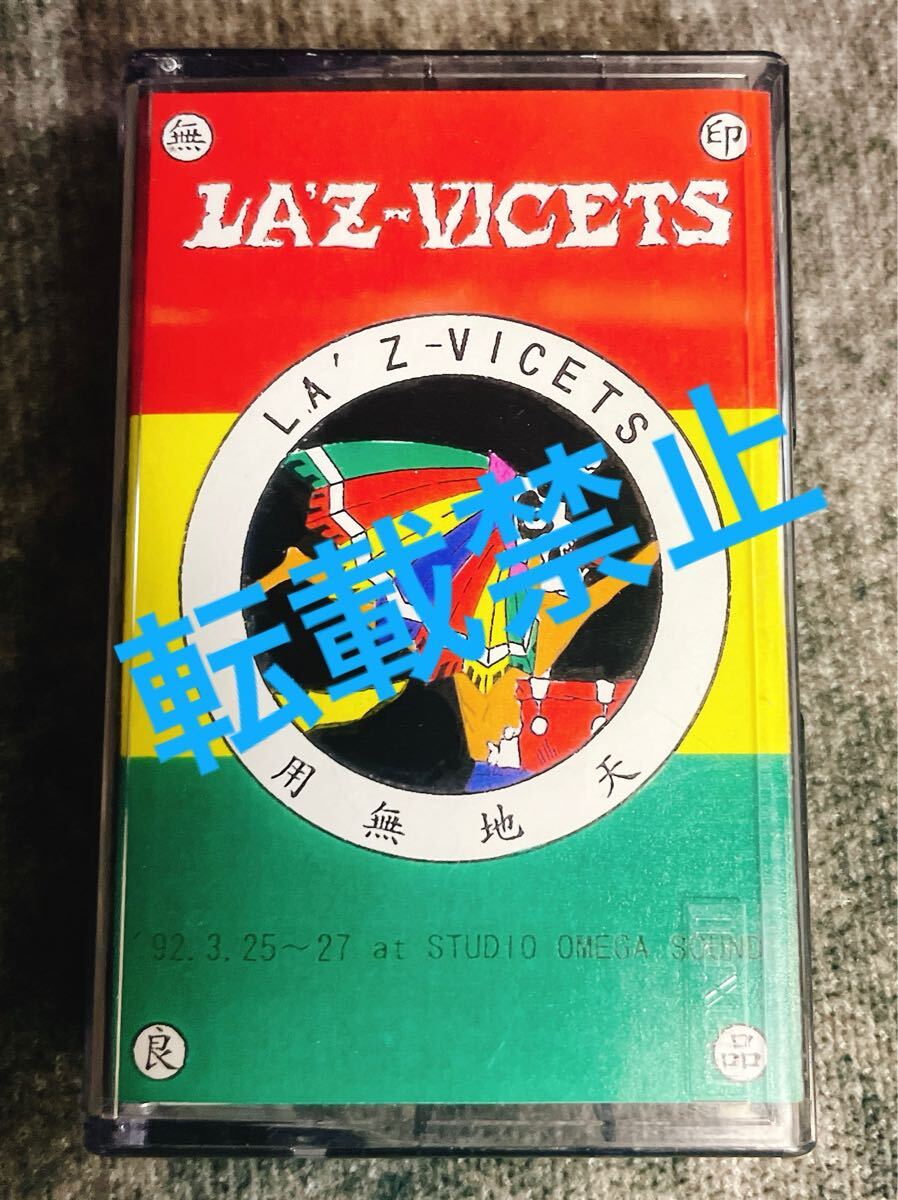 無 印
LA'Z-VICETS
LA'Z-VICETS
転載禁止
用無地天
'92.3.25～27 at STUDIO OMEGA SOUND
良 品